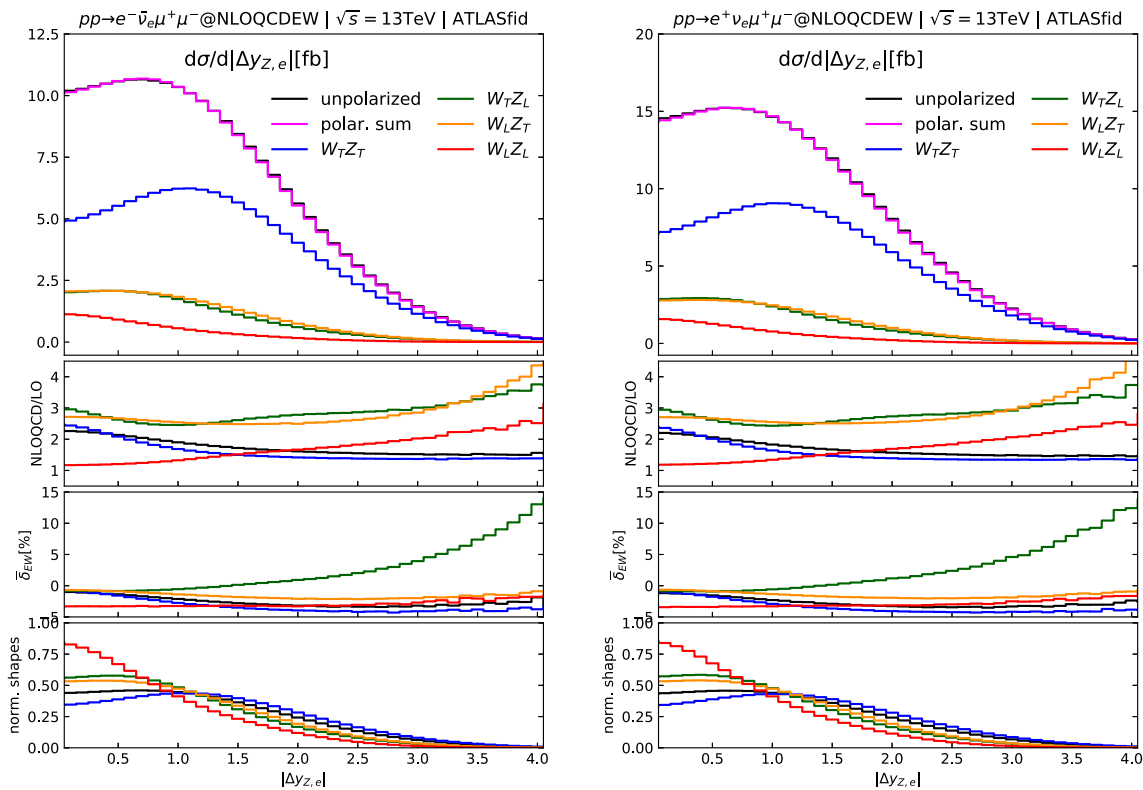 pp→e⁻ν̄ₑμ⁺μ⁻@NLOQCDEW | √s = 13TeV | ATLASfid
dσ/d|Δy_{Z,e}|[fb]
unpolarized
polar. sum
W_TZ_T
W_TZ_L
W_LZ_T
W_LZ_L
12.5
10.0
7.5
5.0
2.5
0.0
NLOQCD/LO
4
3
2
1
δ̄_{EW}[%]
15
10
5
0
−5
norm. shapes
1.00
0.75
0.50
0.25
0.00
0.5 1.0 1.5 2.0 2.5 3.0 3.5 4.0
|Δy_{Z,e}|
pp→e⁺νₑμ⁺μ⁻@NLOQCDEW | √s = 13TeV | ATLASfid
dσ/d|Δy_{Z,e}|[fb]
unpolarized
polar. sum
W_TZ_T
W_TZ_L
W_LZ_T
W_LZ_L
20
15
10
5
0
NLOQCD/LO
4
3
2
1
δ̄_{EW}[%]
15
10
5
0
−5
norm. shapes
1.00
0.75
0.50
0.25
0.00
0.5 1.0 1.5 2.0 2.5 3.0 3.5 4.0
|Δy_{Z,e}|